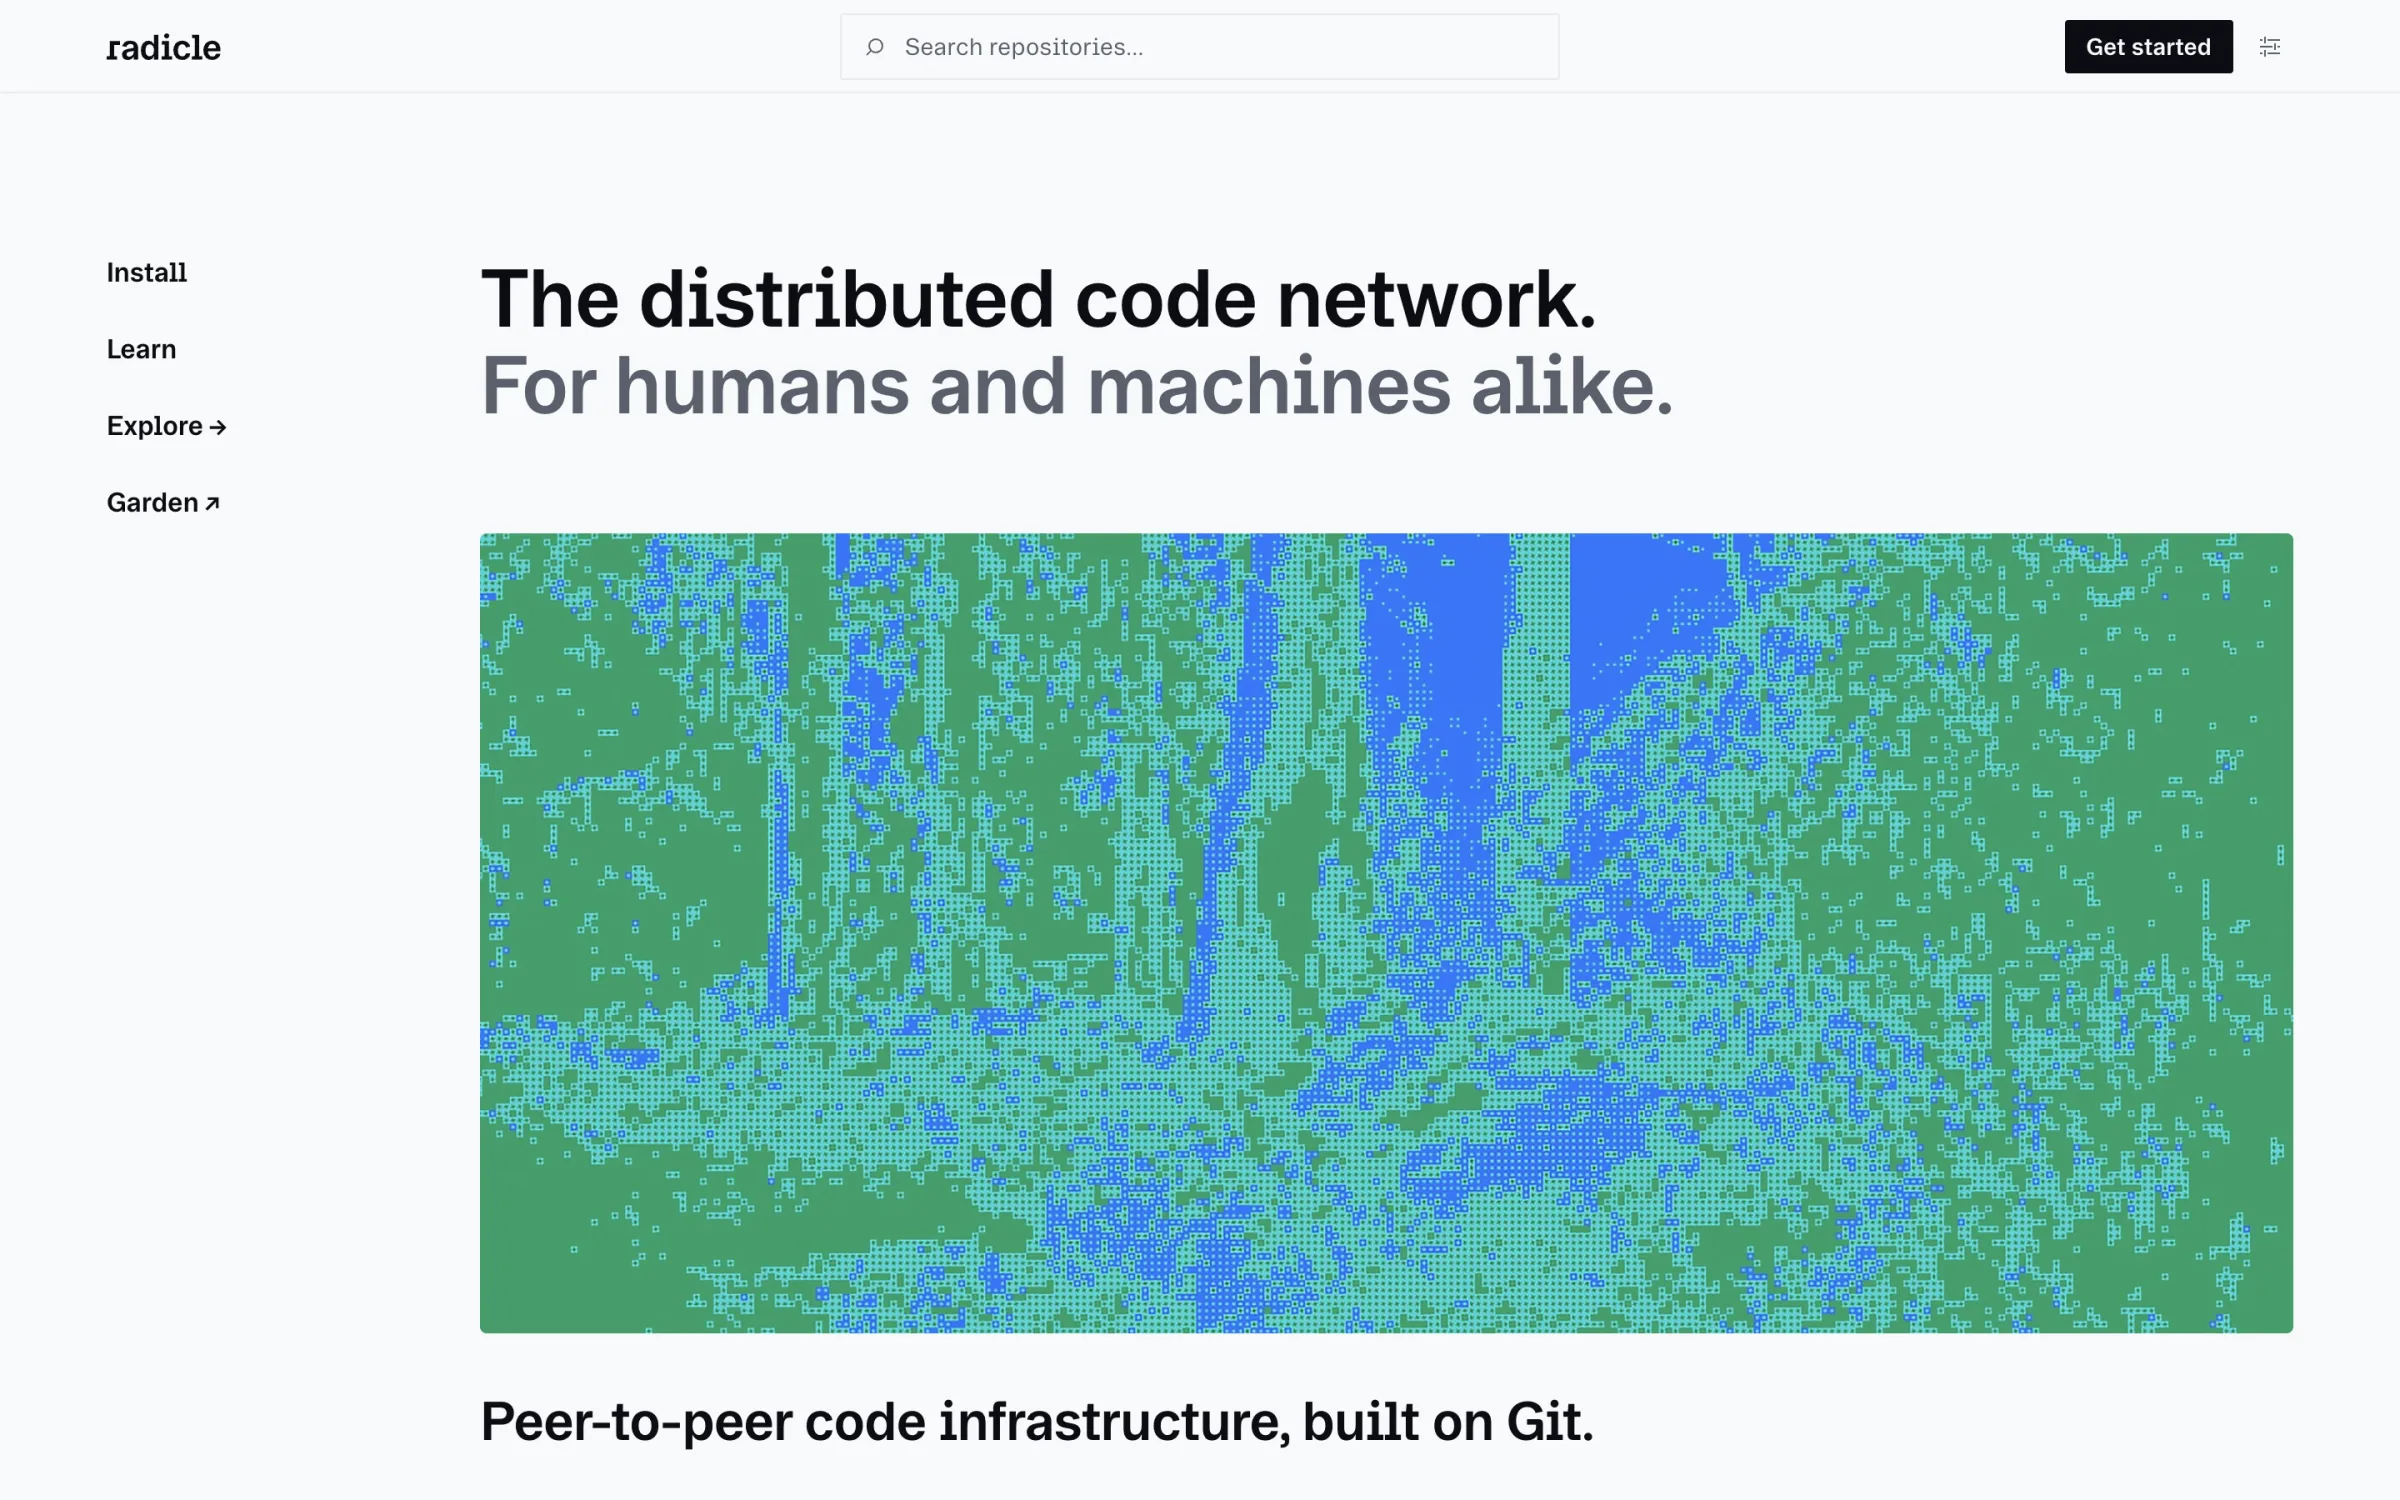 radicle
Search repositories...
Get started
Install
Learn
Explore →
Garden ↗
The distributed code network.
For humans and machines alike.
Peer-to-peer code infrastructure, built on Git.